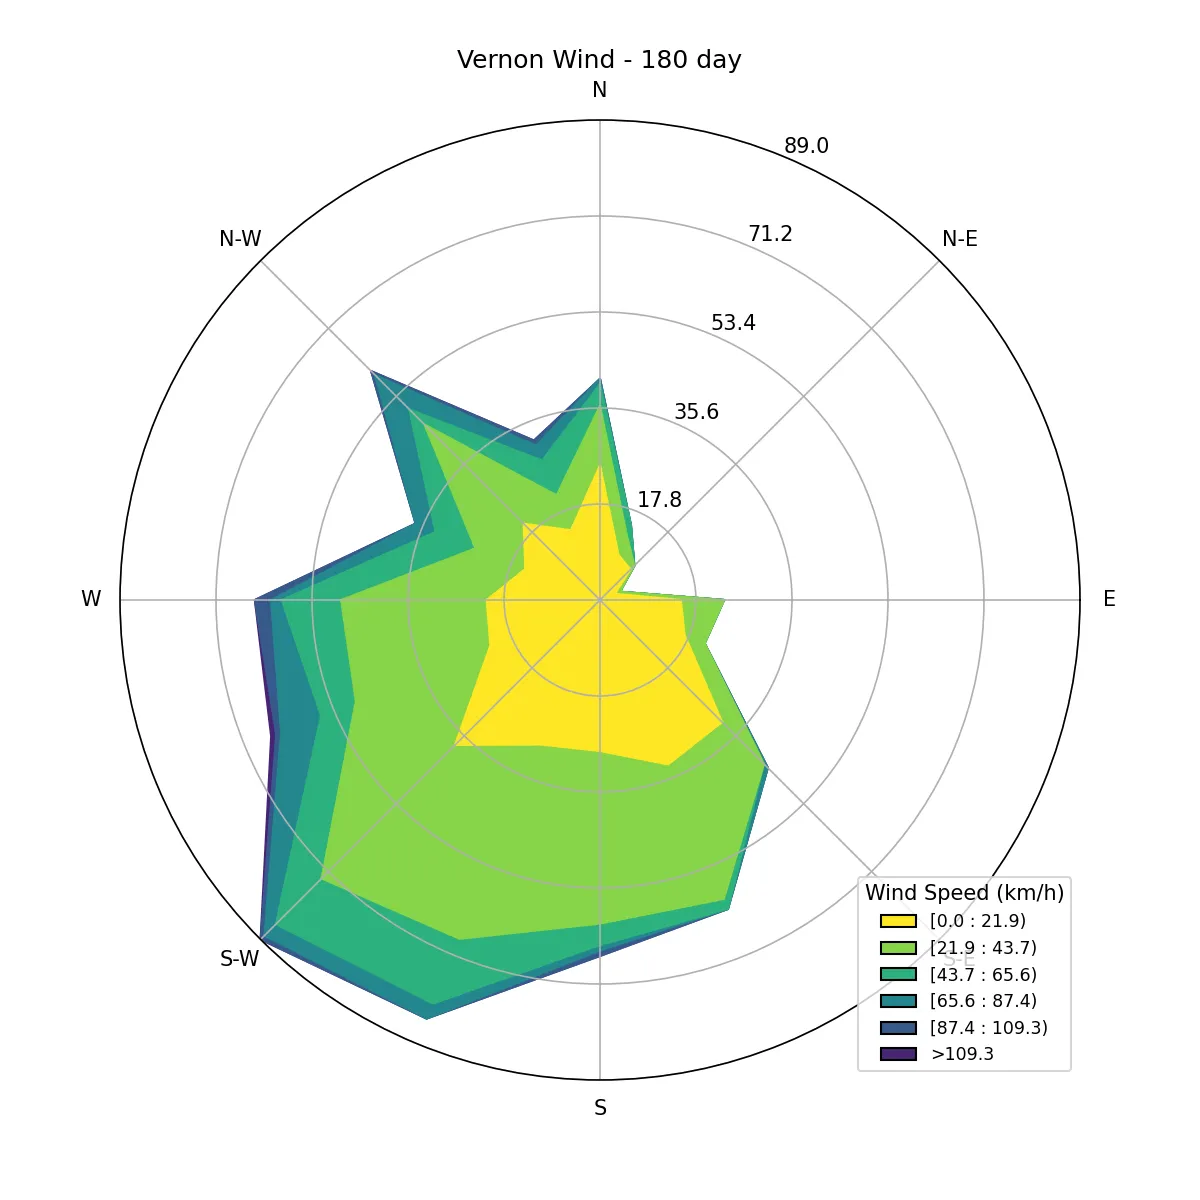 Vernon Wind - 180 day
N
89.0
N-W
N-E
71.2
53.4
35.6
17.8
W
E
S-W
S-E
S
Wind Speed (km/h)
[0.0 : 21.9)
[21.9 : 43.7)
[43.7 : 65.6)
[65.6 : 87.4)
[87.4 : 109.3)
>109.3